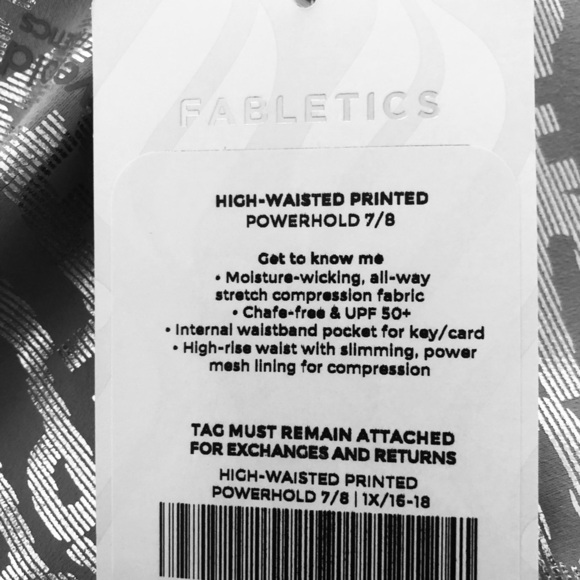 FABLETICS
HIGH-WAISTED PRINTED
POWERHOLD 7/8
Get to know me
• Moisture-wicking, all-way
stretch compression fabric
• Chafe-free & UPF 50+
• Internal waistband pocket for key/card
• High-rise waist with slimming, power
mesh lining for compression
TAG MUST REMAIN ATTACHED
FOR EXCHANGES AND RETURNS
HIGH-WAISTED PRINTED
POWERHOLD 7/8 | 1X/16-18